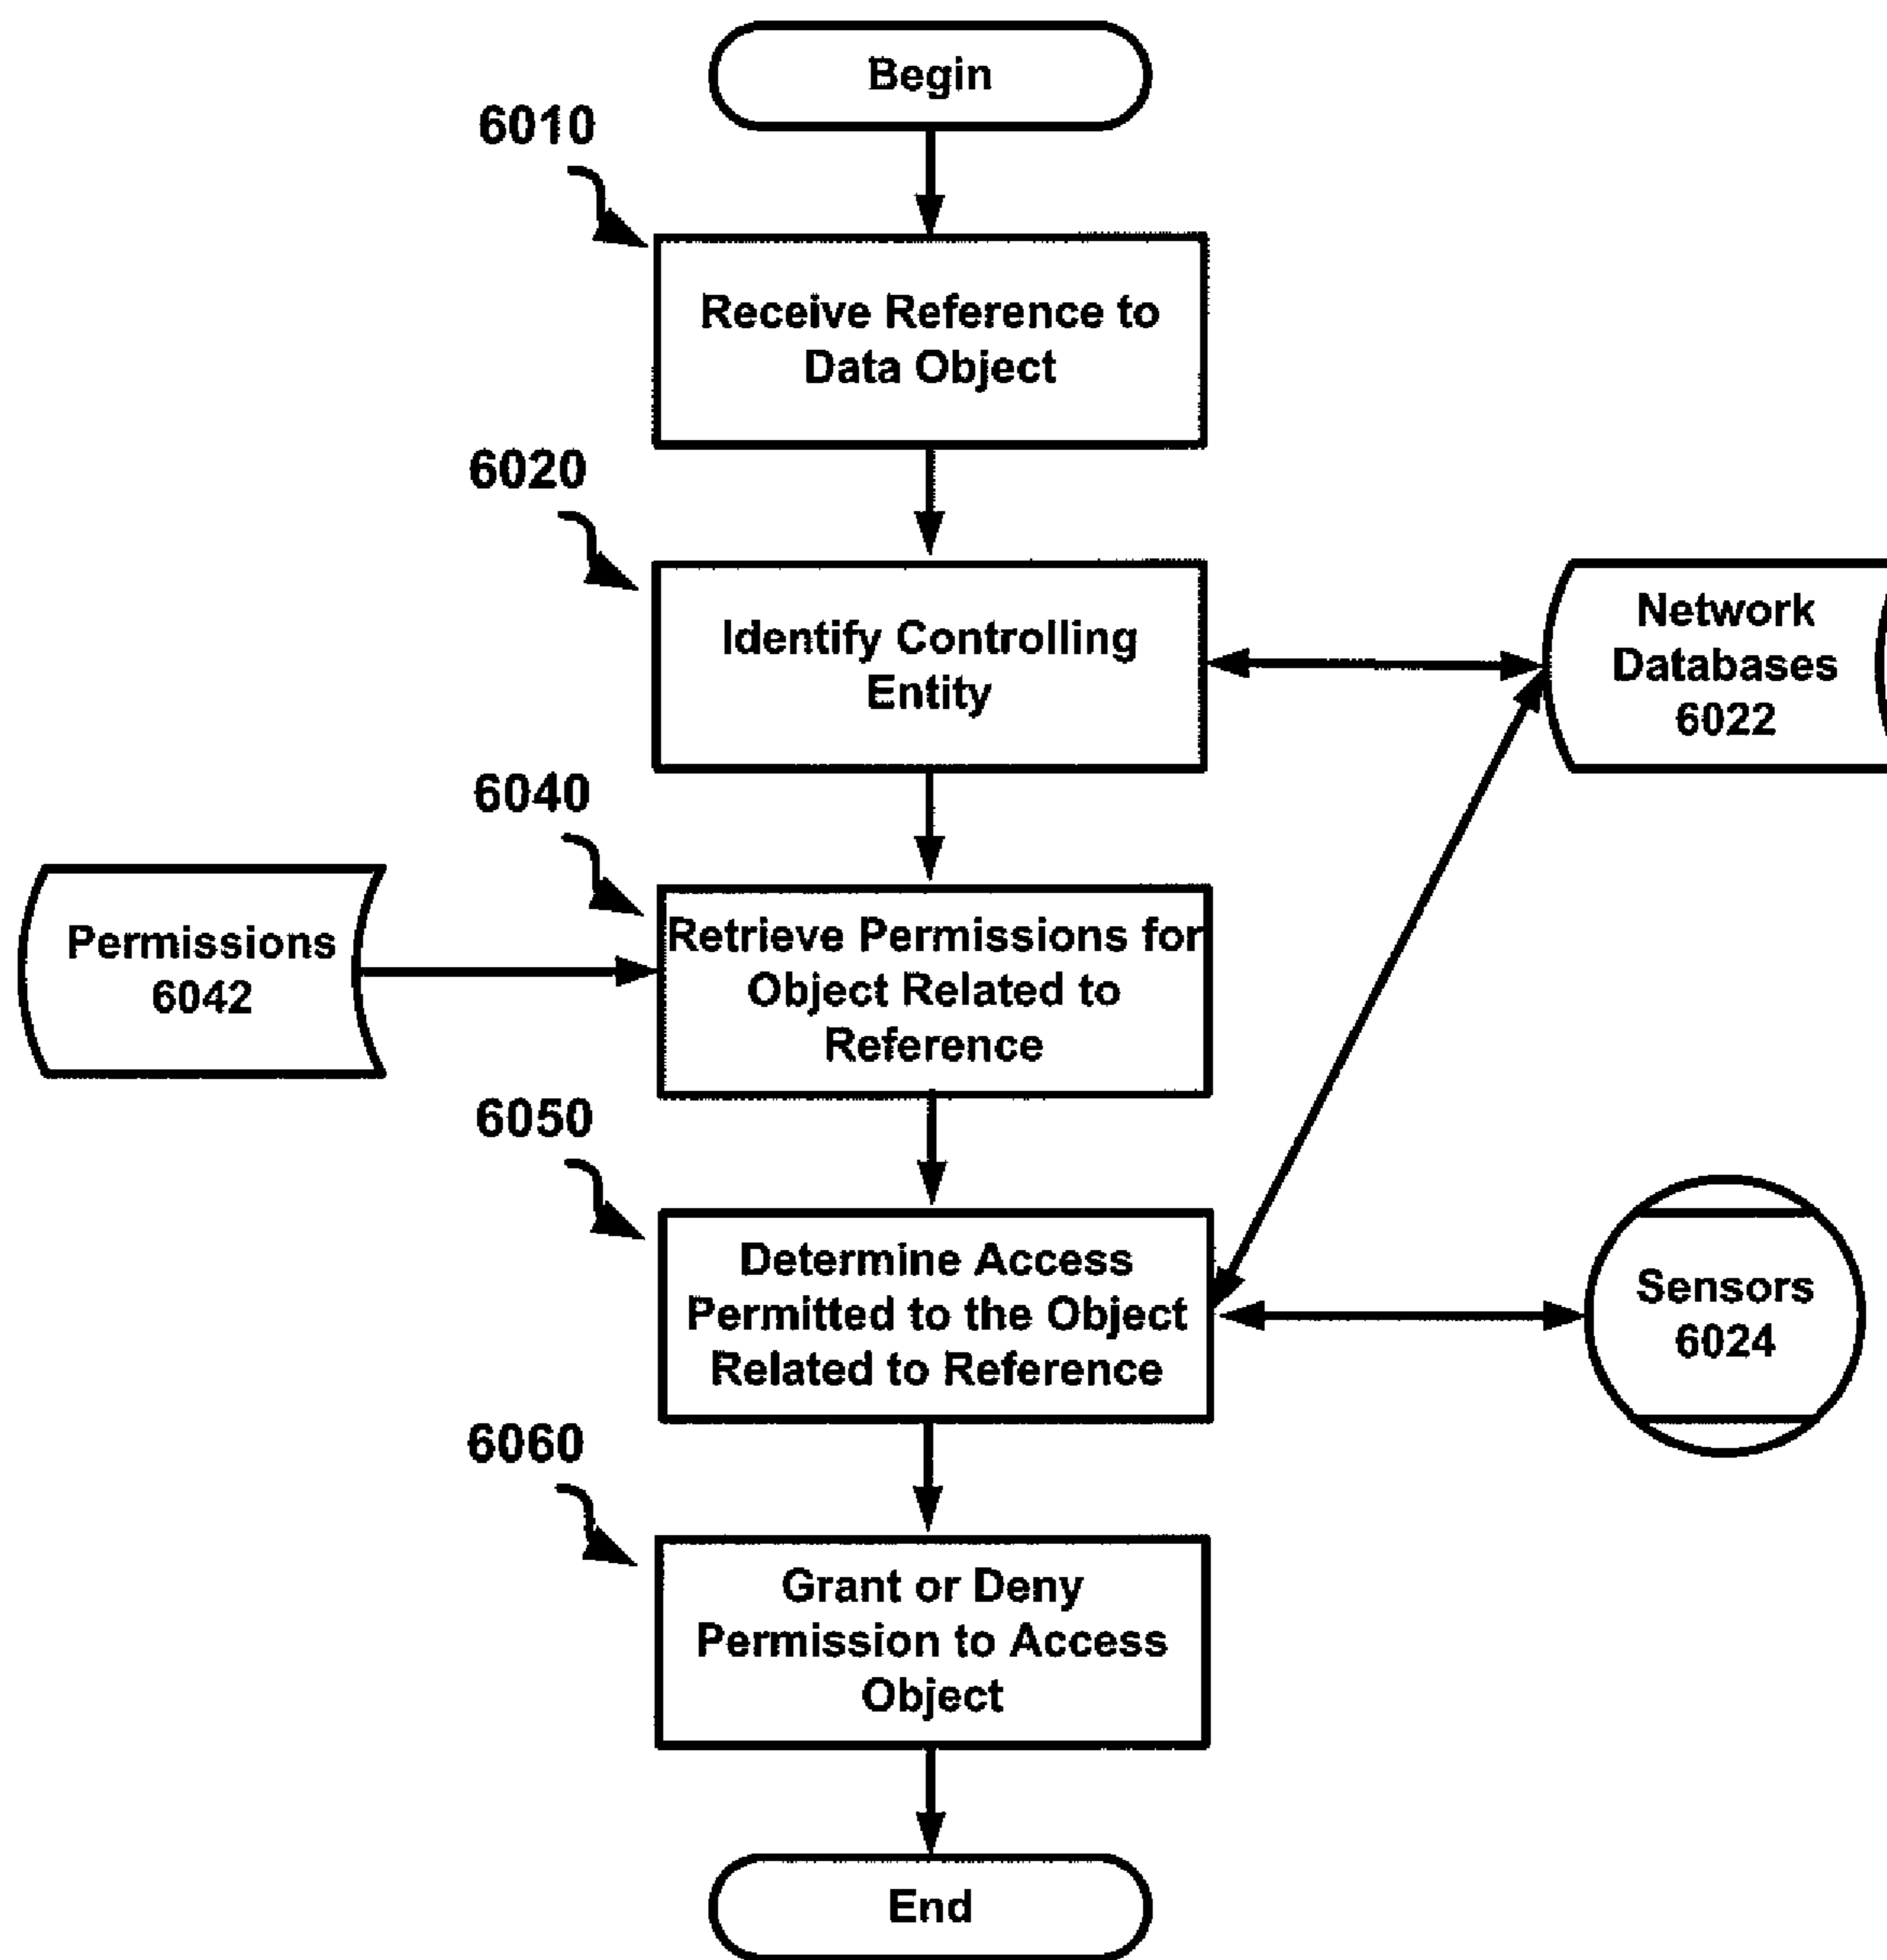 Begin
6010
Receive Reference to
Data Object
6020
Identify Controlling
Entity
Network
Databases
6022
6040
Permissions
6042
Retrieve Permissions for
Object Related to
Reference
6050
Determine Access
Permitted to the Object
Related to Reference
Sensors
6024
6060
Grant or Deny
Permission to Access
Object
End